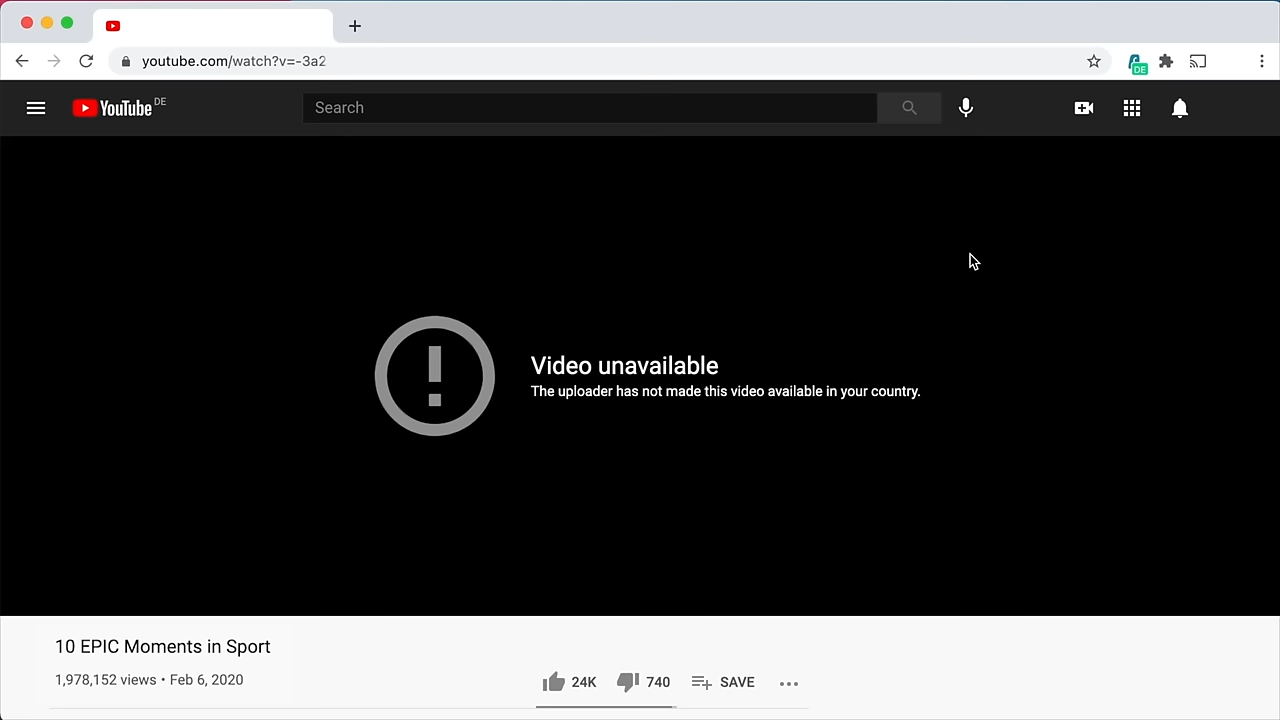 youtube.com/watch?v=-3a2
DE
YouTube DE
Search
Video unavailable
The uploader has not made this video available in your country.
10 EPIC Moments in Sport
1,978,152 views • Feb 6, 2020
24K 740 SAVE